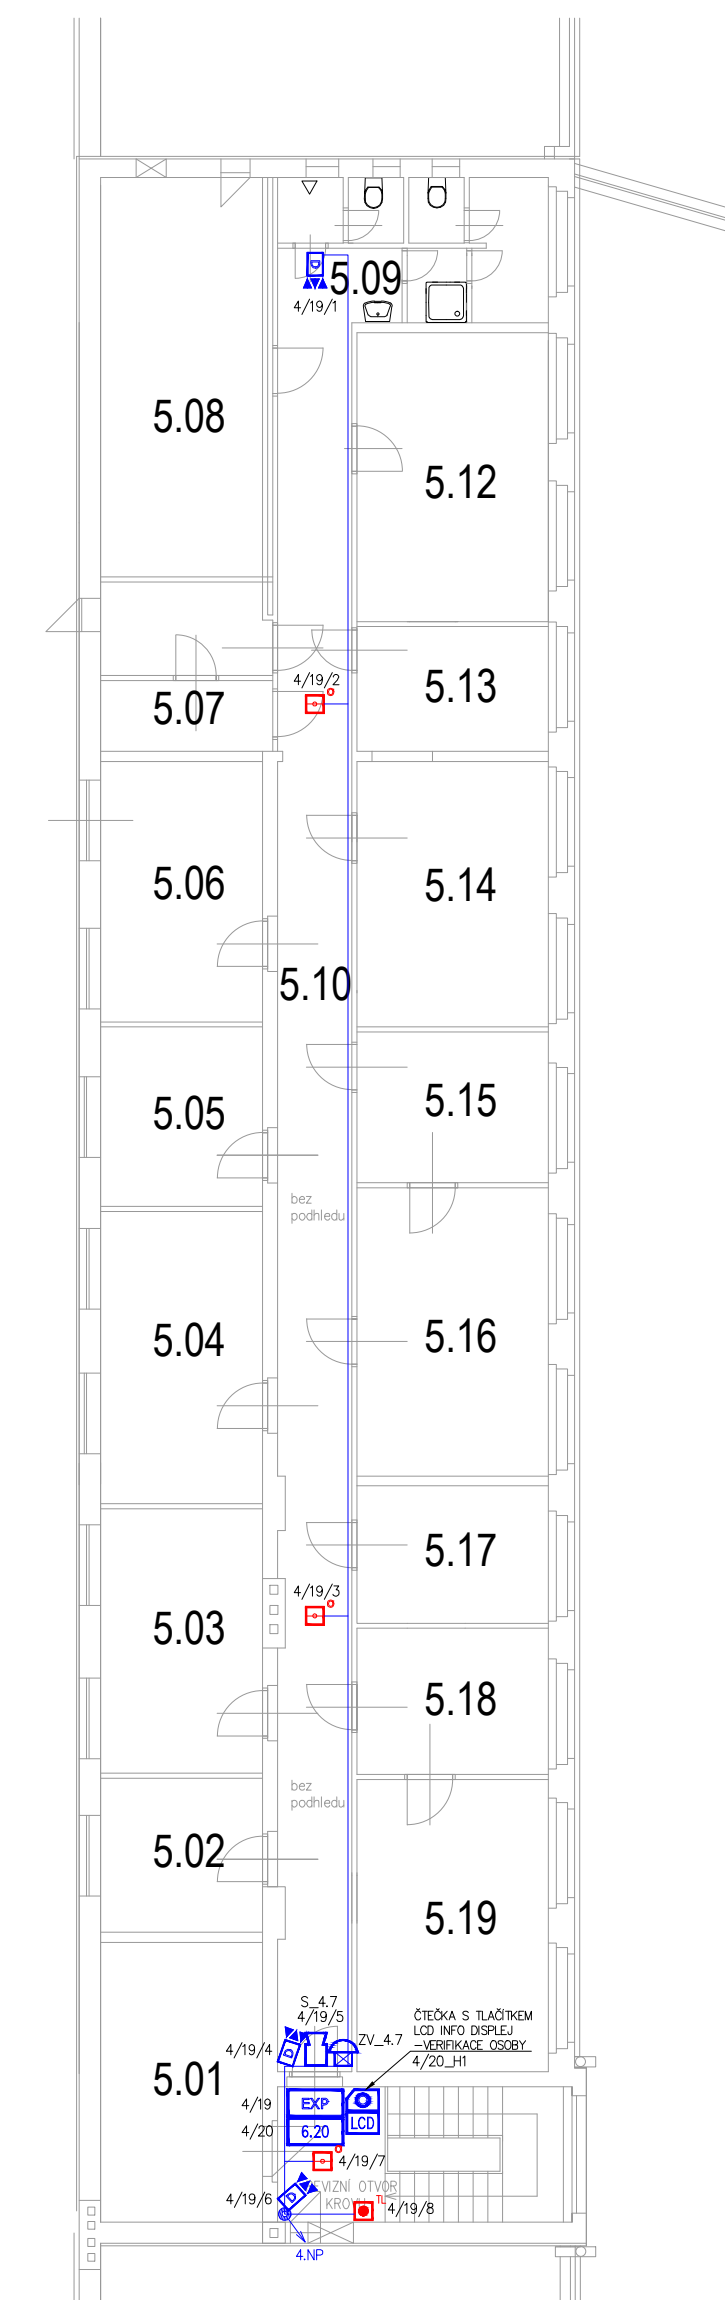 5.09
4/19/1
5.08
5.12
4/19/2
5.13
5.07
5.06
5.14
5.10
5.05
5.15
bez
podhledu
5.04
5.16
5.17
4/19/3
5.03
5.18
bez
podhledu
5.02
5.19
S_4.7
4/19/5
ČTEČKA S TLAČÍTKEM
LCD INFO DISPLEJ
–VERIFIKACE OSOBY
4/20_H1
ZV_4.7
4/19/4
D
5.01
4/19
EXP
LCD
4/20
6.20
4/19/7
EVIZNÍ OTVOR
KROV
4/19/6
D
TL
4/19/8
4.NP